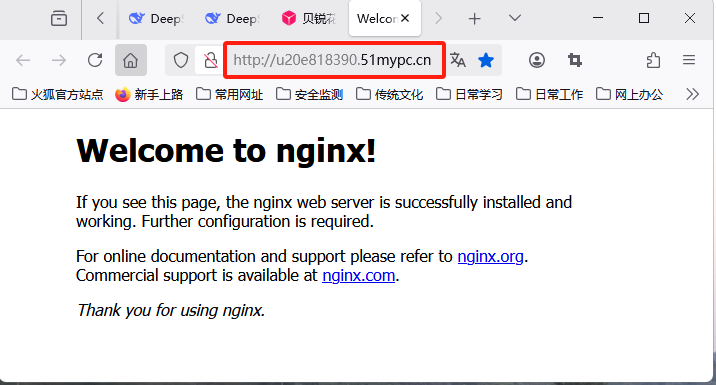 DeepS
DeepS
贝锐花
Welcom
http://u20e818390.51mypc.cn
火狐官方站点 新手上路 常用网址 安全监测 传统文化 日常学习 日常工作 网上办公
Welcome to nginx!
If you see this page, the nginx web server is successfully installed and
working. Further configuration is required.
For online documentation and support please refer to nginx.org.
Commercial support is available at nginx.com.
Thank you for using nginx.